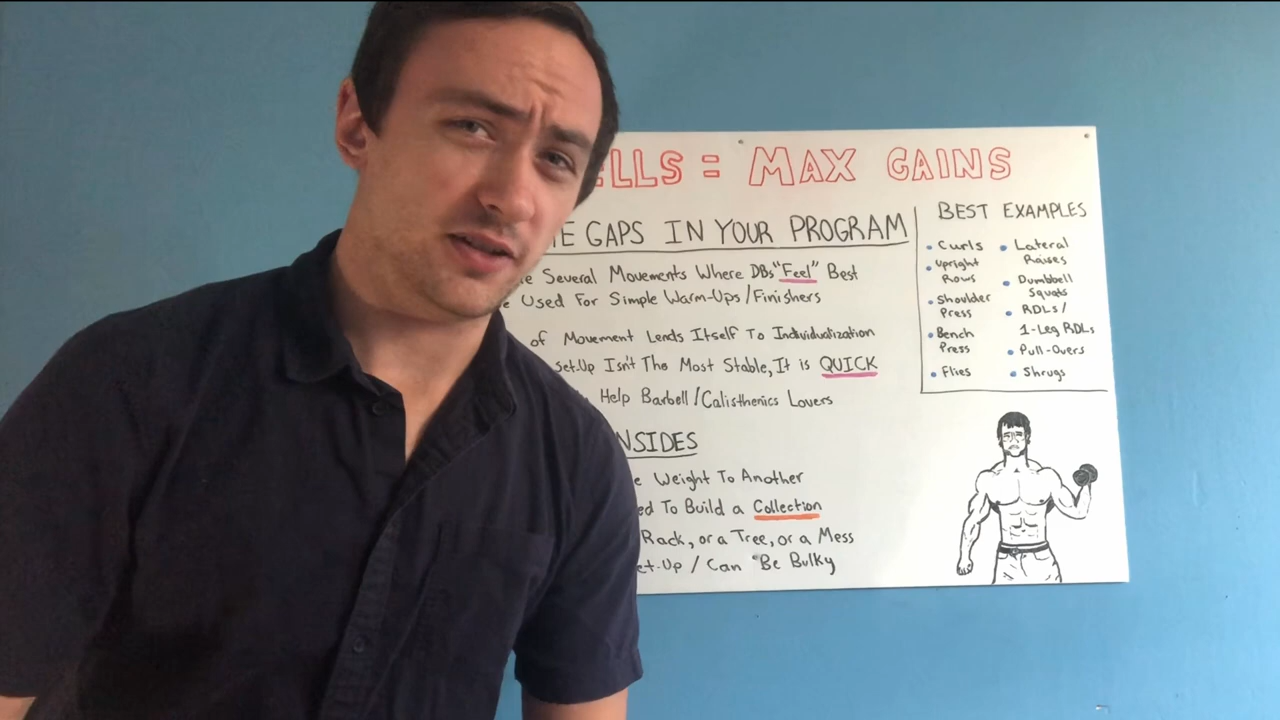 ELLS = MAX GAINS
GAPS IN YOUR PROGRAM
Several Movements Where DBs "Feel" Best
Used For Simple Warm-Ups/Finishers
of Movement Lends Itself To Individualization
Set-Up Isn't The Most Stable, It is QUICK
Help Barbell/Calisthenics Lovers
NSIDES
Weight To Another
To Build a Collection
Rack, or a Tree, or a Mess
et-Up / Can Be Bulky
BEST EXAMPLES
Curls
Upright
Rows
Shoulder
Press
Bench
Press
Flies
Lateral
Raises
Dumbbell
Squats
RDLs/
1-Leg RDLs
Pull-Overs
Shrugs